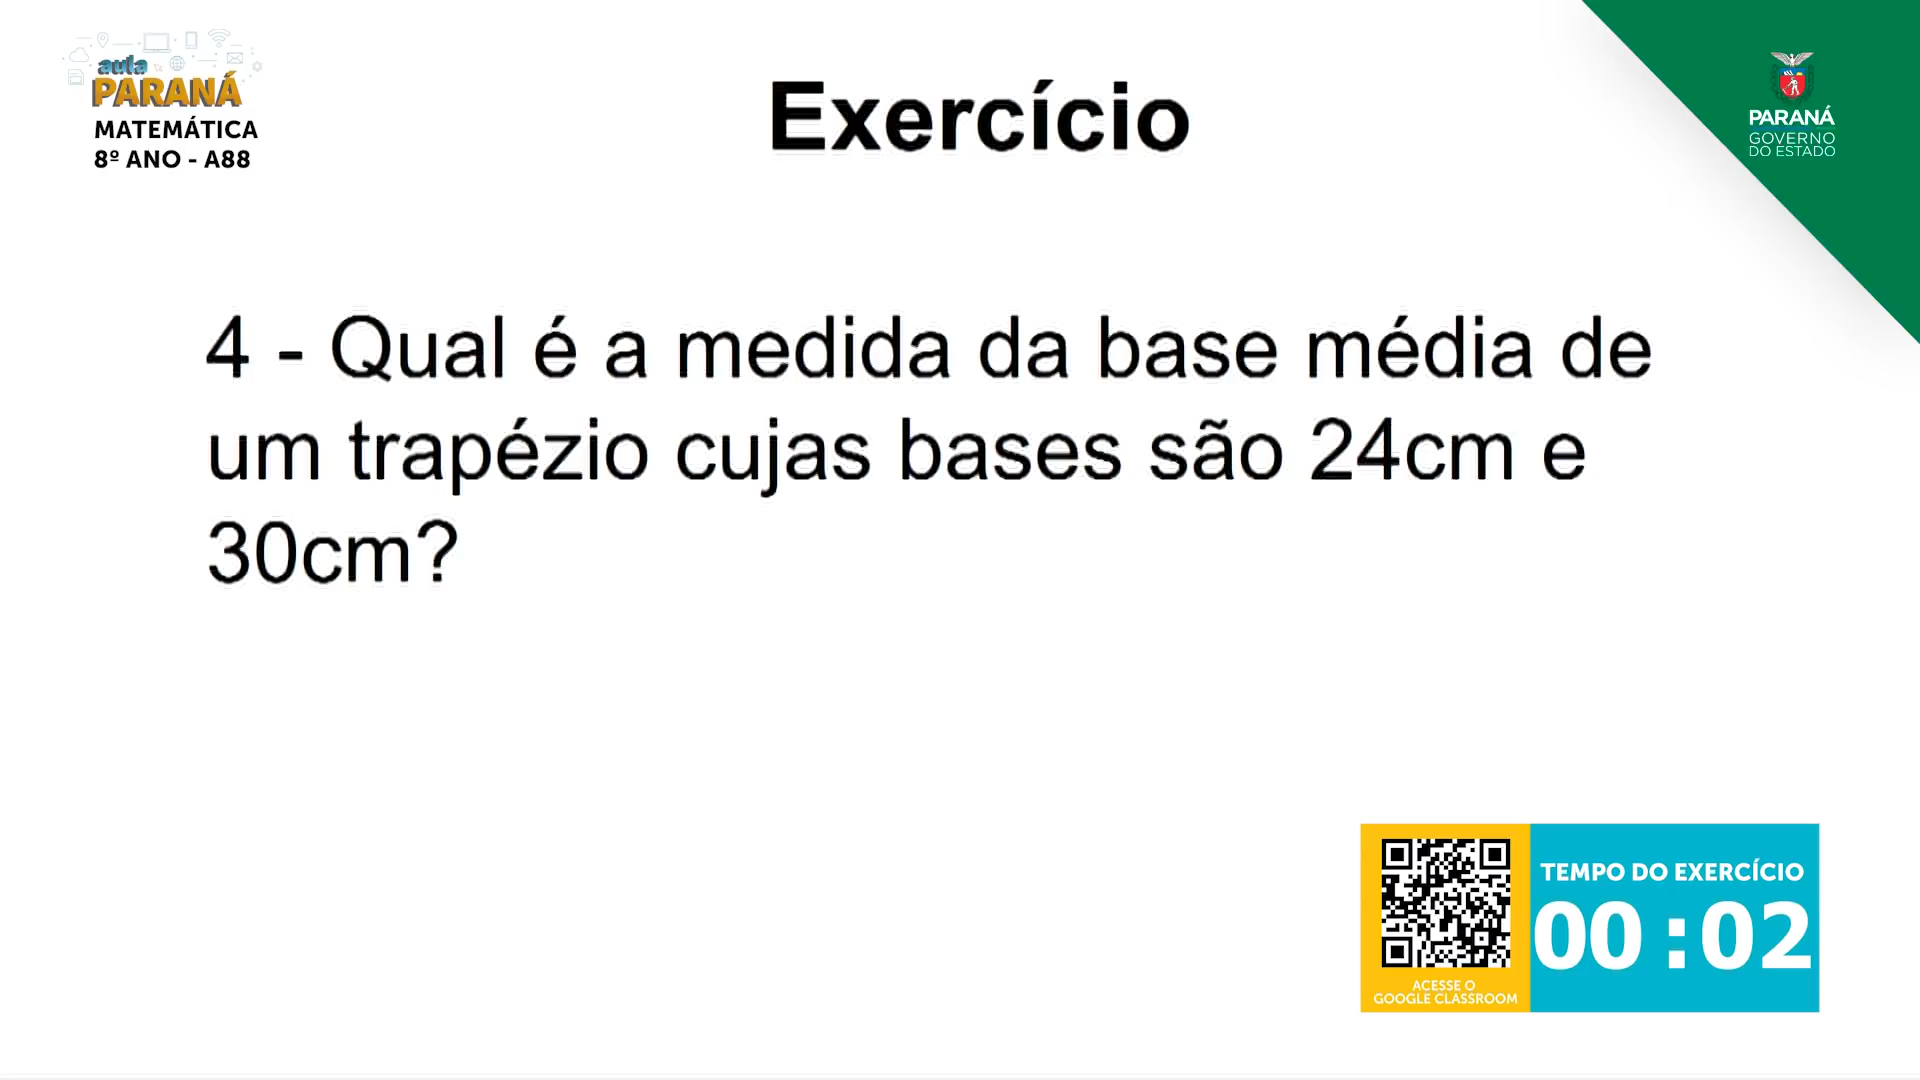 aula
PARANÁ
MATEMÁTICA
8º ANO - A88
Exercício
PARANÁ
GOVERNO
DO ESTADO
4 - Qual é a medida da base média de
um trapézio cujas bases são 24cm e
30cm?
ACESSE O
GOOGLE CLASSROOM
TEMPO DO EXERCÍCIO
00 :02